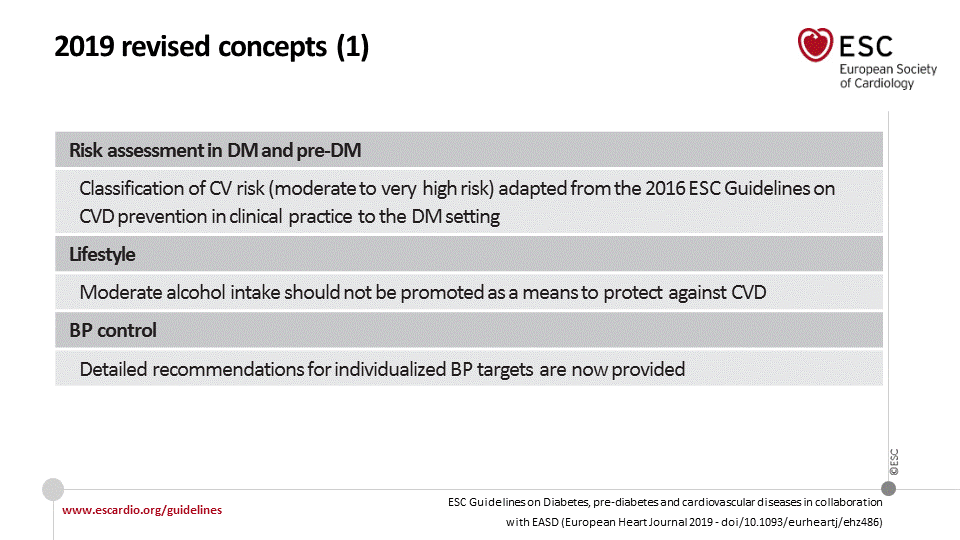 2019 revised concepts (1)
ESC
European Society
of Cardiology
Risk assessment in DM and pre-DM
Classification of CV risk (moderate to very high risk) adapted from the 2016 ESC Guidelines on
CVD prevention in clinical practice to the DM setting
Lifestyle
Moderate alcohol intake should not be promoted as a means to protect against CVD
BP control
Detailed recommendations for individualized BP targets are now provided
©ESC
www.escardio.org/guidelines
ESC Guidelines on Diabetes, pre-diabetes and cardiovascular diseases in collaboration
with EASD (European Heart Journal 2019 - doi/10.1093/eurheartj/ehz486)